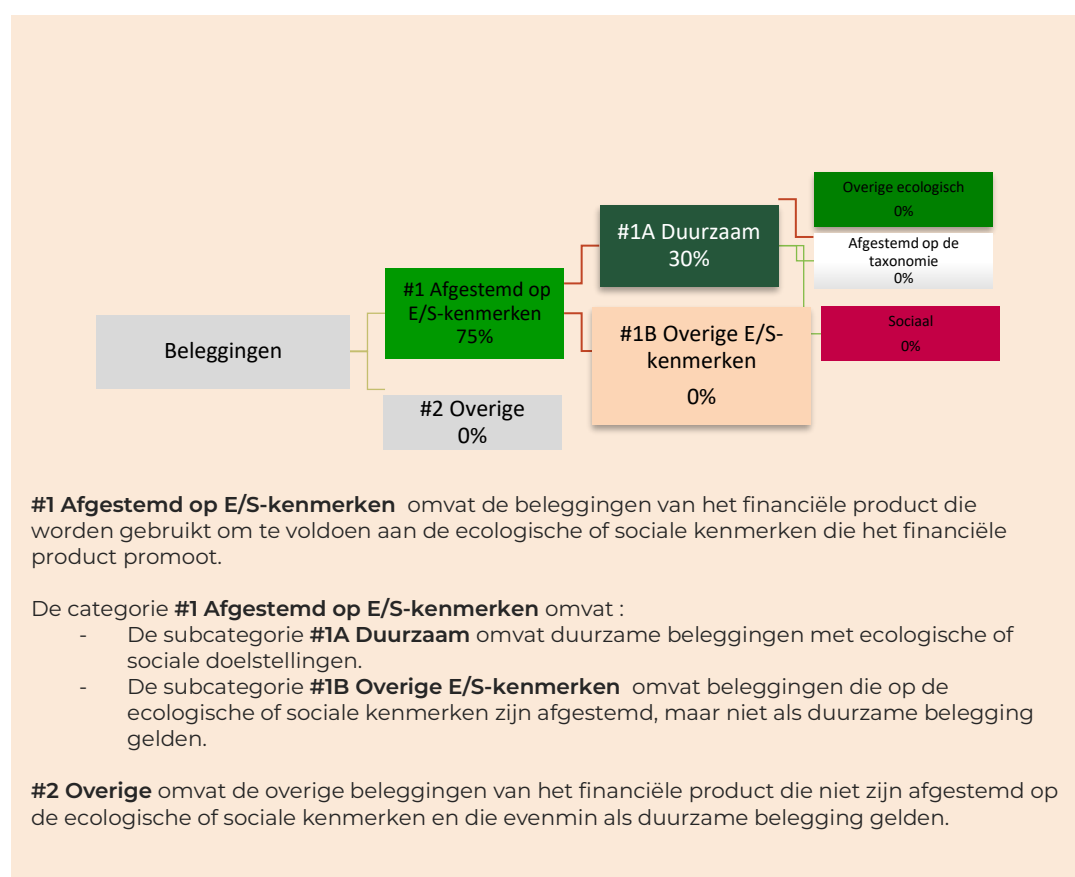 Overige ecologisch
0%
#1A Duurzaam
30%
Afgestemd op de
taxonomie
0%
#1 Afgestemd op
E/S-kenmerken
75%
Sociaal
0%
Beleggingen
#1B Overige E/S-
kenmerken
0%
#2 Overige
0%
#1 Afgestemd op E/S-kenmerken omvat de beleggingen van het financiële product die
worden gebruikt om te voldoen aan de ecologische of sociale kenmerken die het financiële
product promoot.
De categorie #1 Afgestemd op E/S-kenmerken omvat :
- De subcategorie #1A Duurzaam omvat duurzame beleggingen met ecologische of
sociale doelstellingen.
- De subcategorie #1B Overige E/S-kenmerken omvat beleggingen die op de
ecologische of sociale kenmerken zijn afgestemd, maar niet als duurzame belegging
gelden.
#2 Overige omvat de overige beleggingen van het financiële product die niet zijn afgestemd op
de ecologische of sociale kenmerken en die evenmin als duurzame belegging gelden.